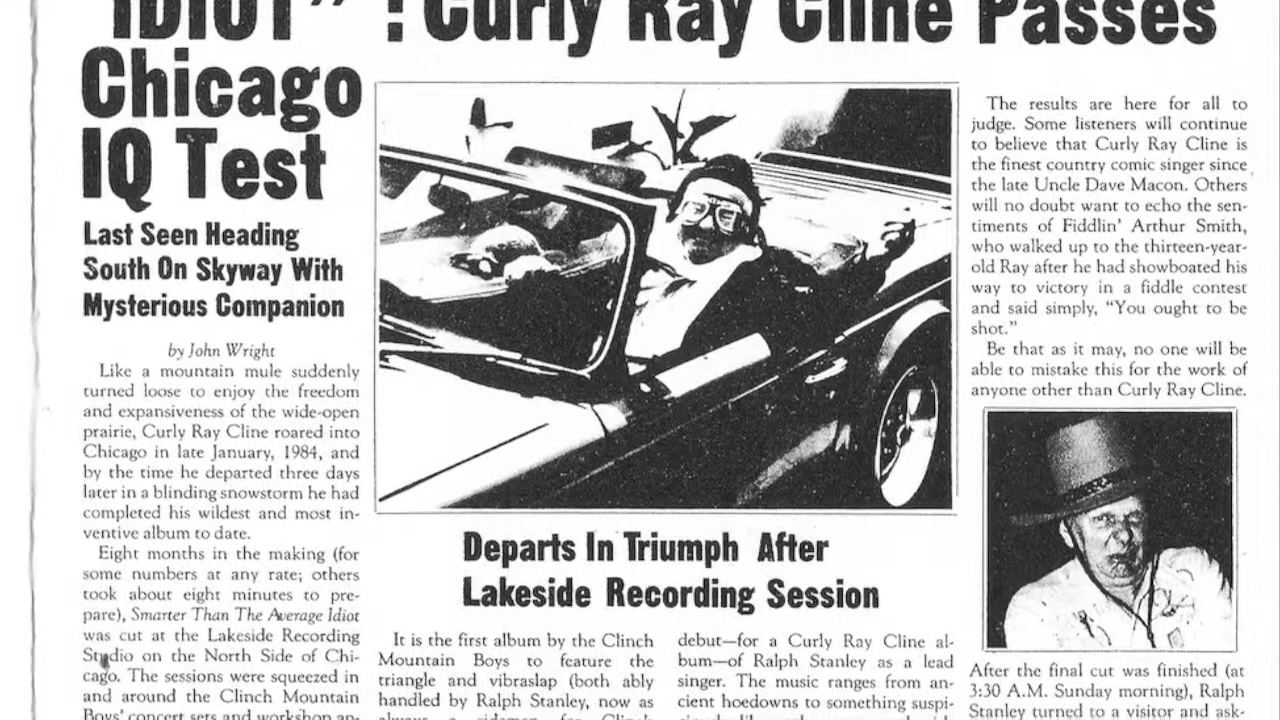 IDIOT" ! Curly Ray Cline Passes
Chicago
IQ Test
Last Seen Heading
South On Skyway With
Mysterious Companion
by John Wright
Like a mountain mule suddenly
turned loose to enjoy the freedom
and expansiveness of the wide-open
prairie, Curly Ray Cline roared into
Chicago in late January, 1984, and
by the time he departed three days
later in a blinding snowstorm he had
completed his wildest and most in-
ventive album to date.
Eight months in the making (for
some numbers at any rate; others
took about eight minutes to pre-
pare), Smarter Than The Average Idiot
was cut at the Lakeside Recording
Studio on the North Side of Chi-
cago. The sessions were squeezed in
and around the Clinch Mountain
Boys' concert sets and workshop ap-
Departs In Triumph After
Lakeside Recording Session
It is the first album by the Clinch
Mountain Boys to feature the
triangle and vibraslap (both ably
handled by Ralph Stanley, now as
always a sideman for Clinch
debut—for a Curly Ray Cline al-
bum—of Ralph Stanley as a lead
singer. The music ranges from an-
cient hoedowns to something suspi-
The results are here for all to
judge. Some listeners will continue
to believe that Curly Ray Cline is
the finest country comic singer since
the late Uncle Dave Macon. Others
will no doubt want to echo the sen-
timents of Fiddlin' Arthur Smith,
who walked up to the thirteen-year-
old Ray after he had showboated his
way to victory in a fiddle contest
and said simply, "You ought to be
shot."
Be that as it may, no one will be
able to mistake this for the work of
anyone other than Curly Ray Cline.
After the final cut was finished (at
3:30 A.M. Sunday morning), Ralph
Stanley turned to a visitor and ask-